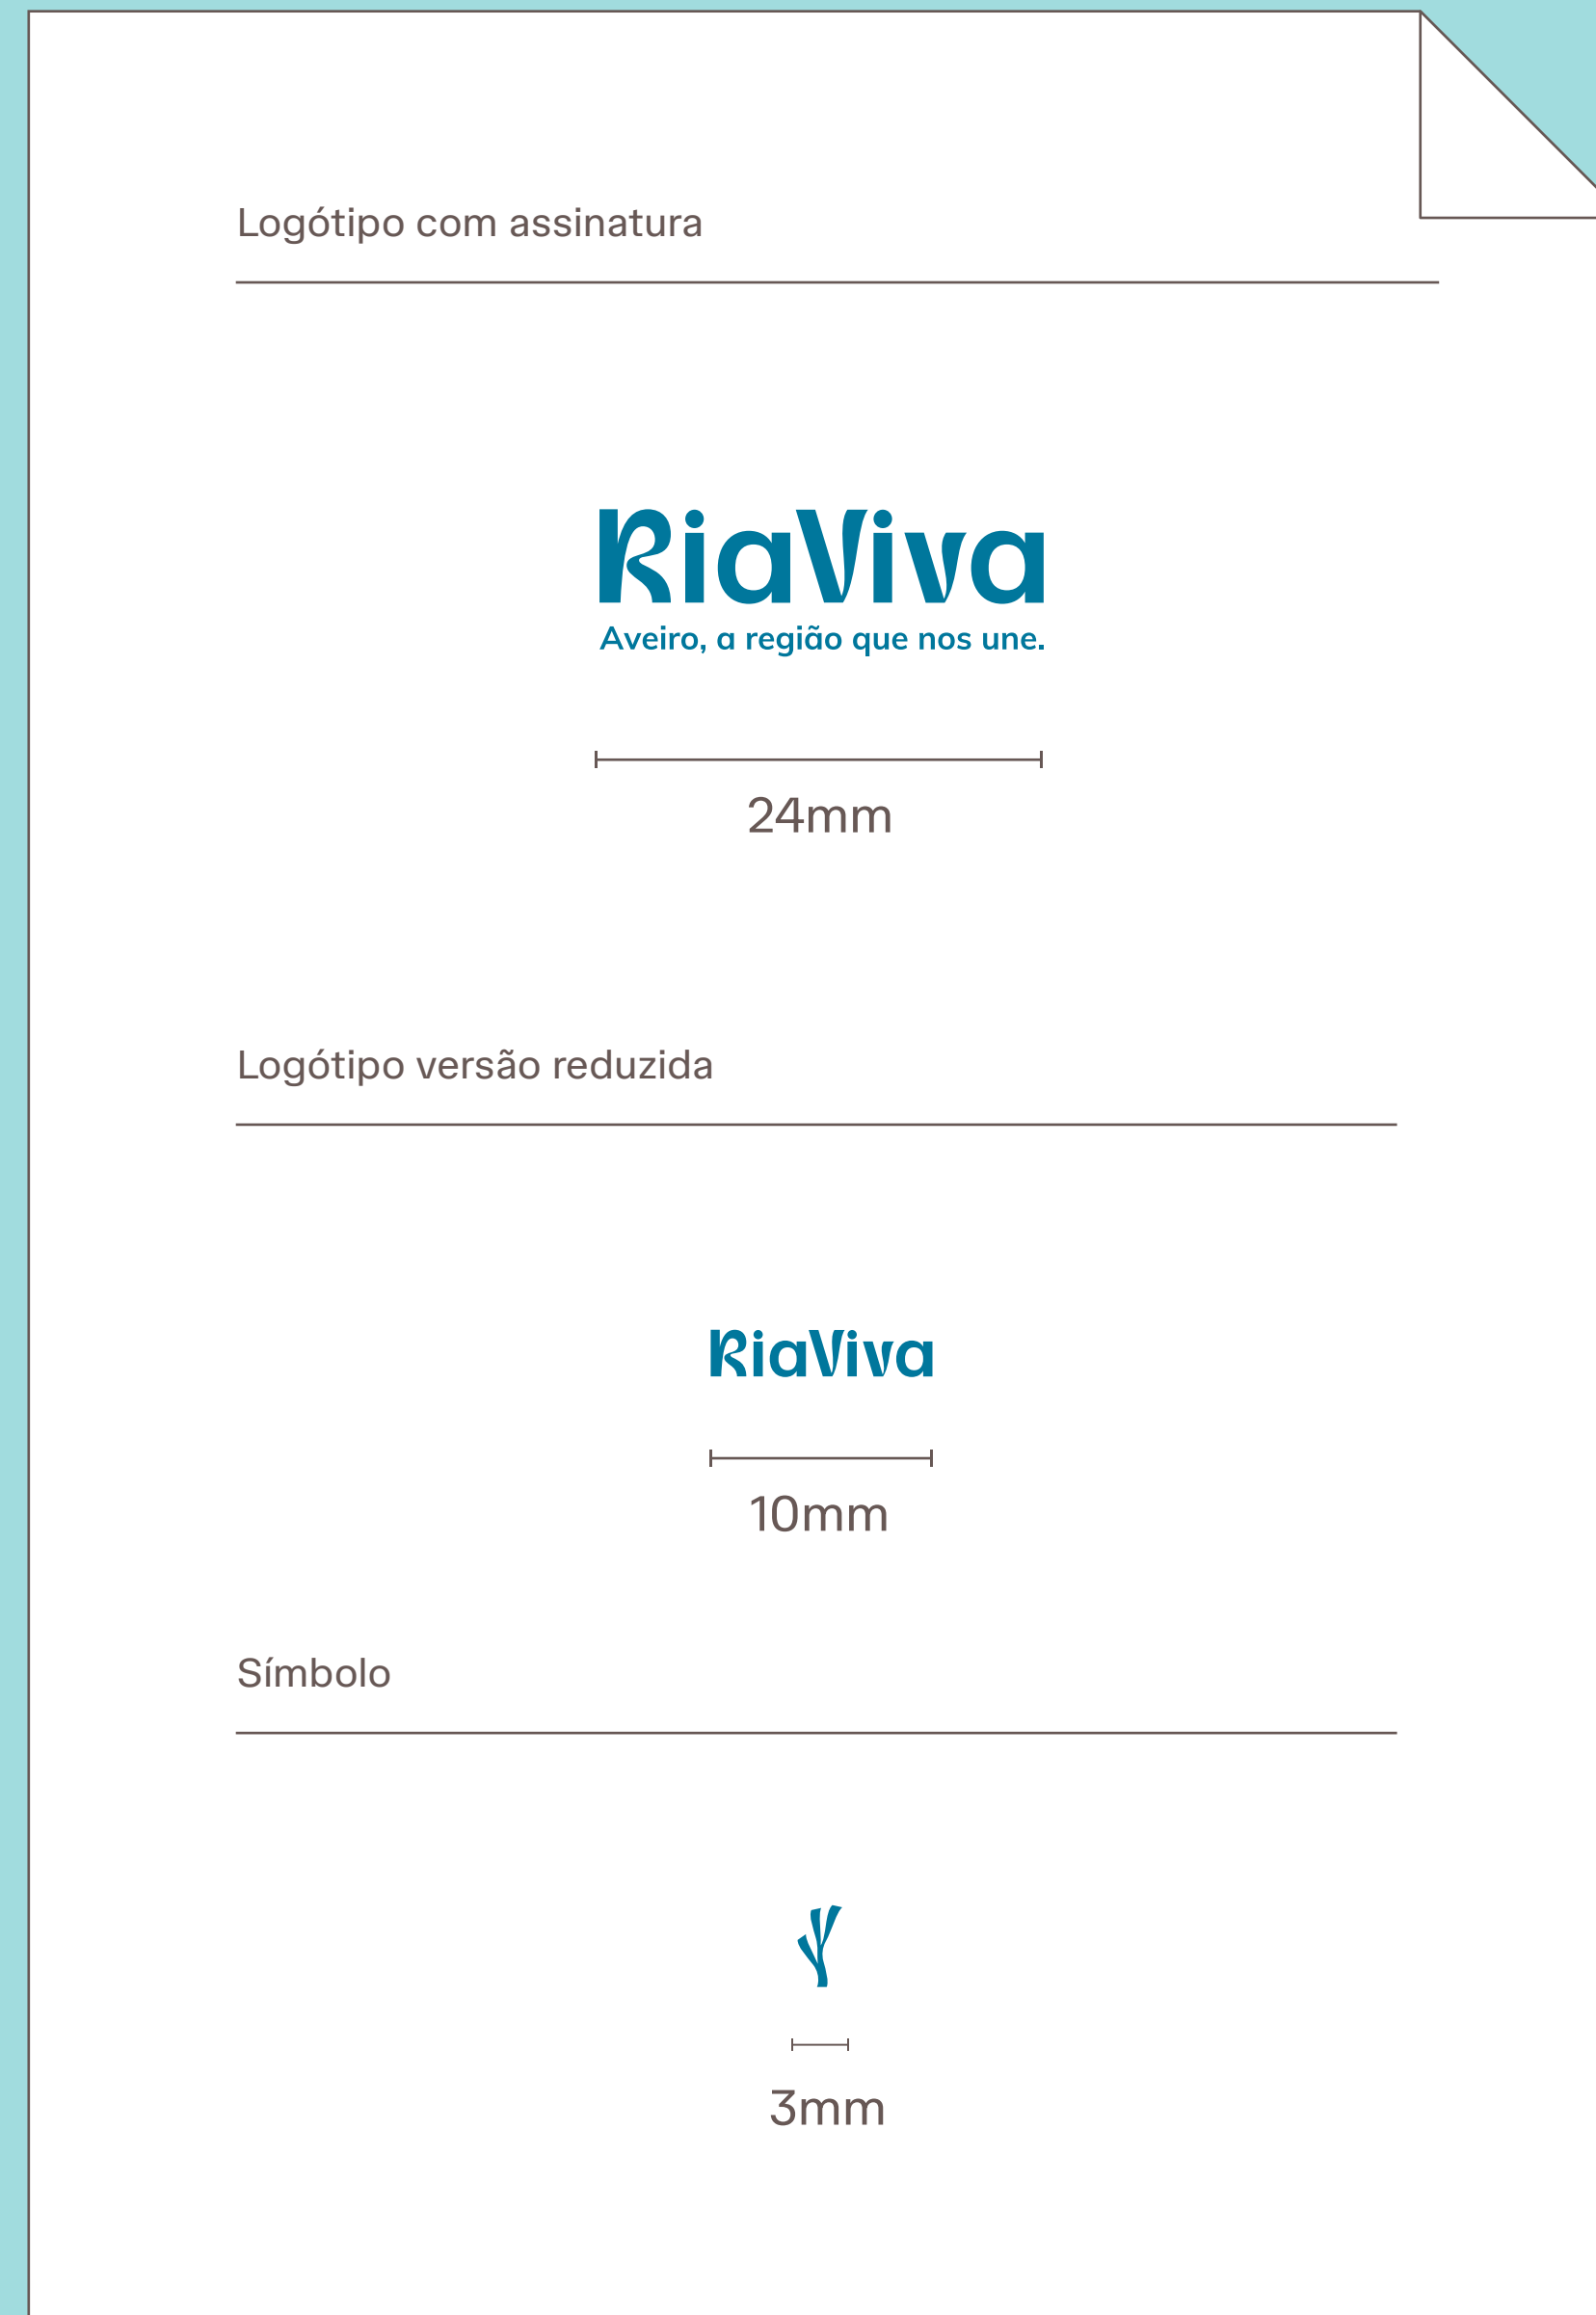 Logótipo com assinatura
RiaViva
Aveiro, a região que nos une.
24mm
Logótipo versão reduzida
RiaViva
10mm
Símbolo
3mm